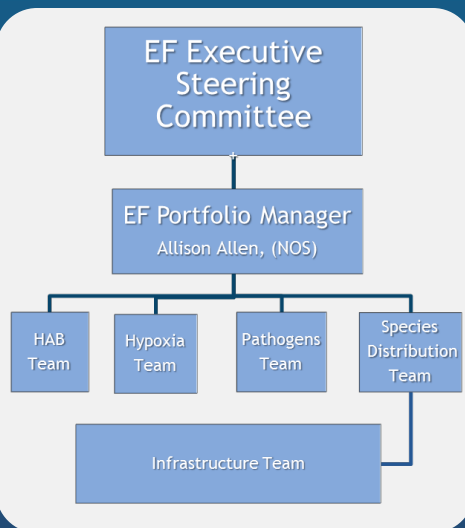 EF Executive
Steering
Committee
EF Portfolio Manager
Allison Allen, (NOS)
HAB
Team
Hypoxia
Team
Pathogens
Team
Species
Distribution
Team
Infrastructure Team